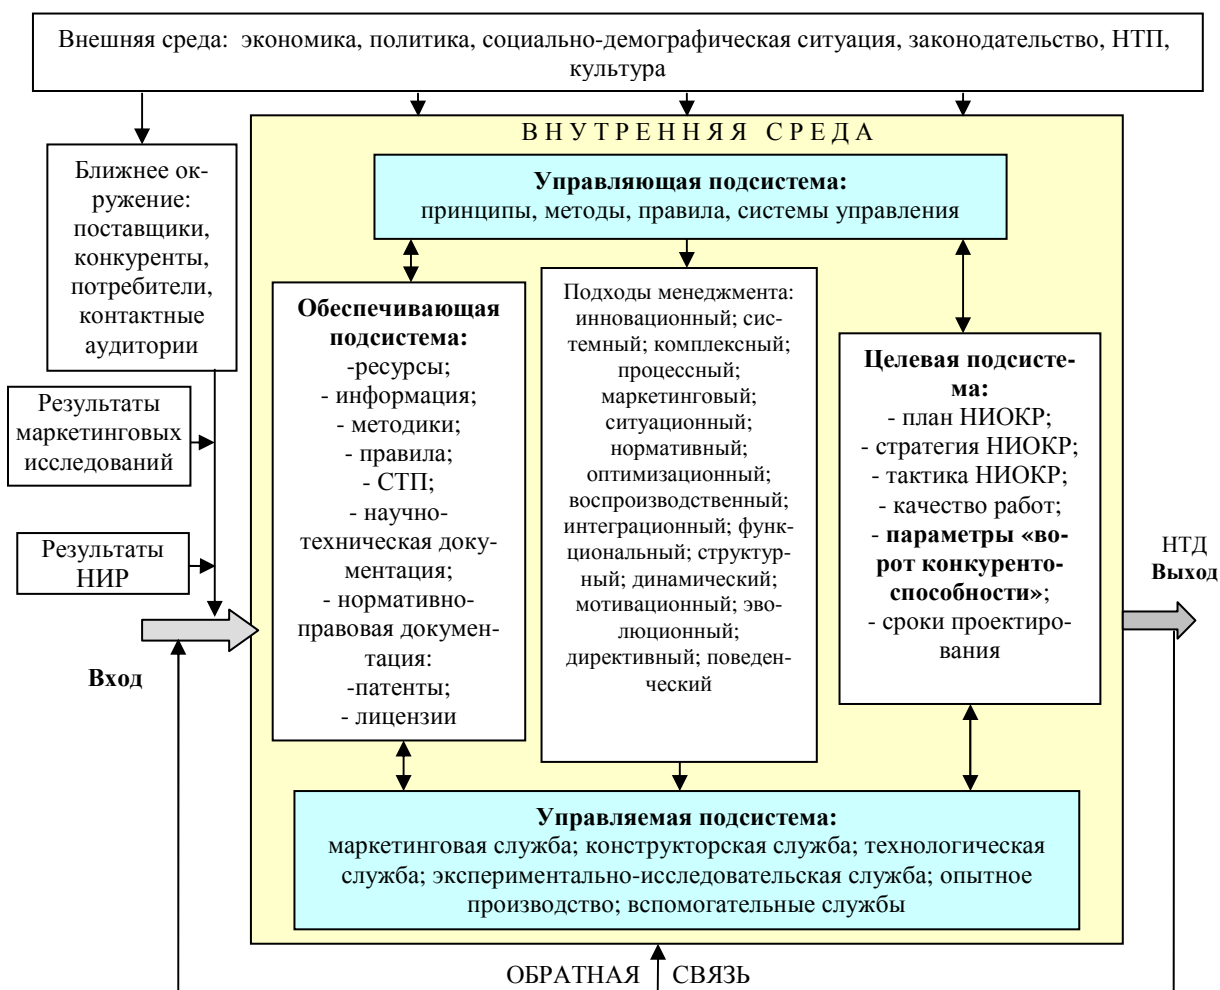 Внешняя среда: экономика, политика, социально-демографическая ситуация, законодательство, НТП,
культура
ВНУТРЕННЯЯ СРЕДА
Управляющая подсистема:
принципы, методы, правила, системы управления
Ближнее ок-
ружение:
поставщики,
конкуренты,
потребители,
контактные
аудитории
Результаты
маркетинговых
исследований
Результаты
НИР
Вход
Обеспечивающая
подсистема:
-ресурсы;
- информация;
- методики;
- правила;
- СТП;
- научно-
техническая доку-
ментация;
- нормативно-
правовая докумен-
тация:
-патенты;
- лицензии
Подходы менеджмента:
инновационный; сис-
темный; комплексный;
процессный;
маркетинговый;
ситуационный;
нормативный;
оптимизационный;
воспроизводственный;
интеграционный; функ-
циональный; структур-
ный; динамический;
мотивационный; эво-
люционный;
директивный; поведен-
ческий
Целевая подсисте-
ма:
- план НИОКР;
- стратегия НИОКР;
- тактика НИОКР;
- качество работ;
- параметры «во-
рот конкуренто-
способности»;
- сроки проектиро-
вания
НТД
Выход
Управляемая подсистема:
маркетинговая служба; конструкторская служба; технологическая
служба; экспериментально-исследовательская служба; опытное
производство; вспомогательные службы
ОБРАТНАЯ СВЯЗЬ